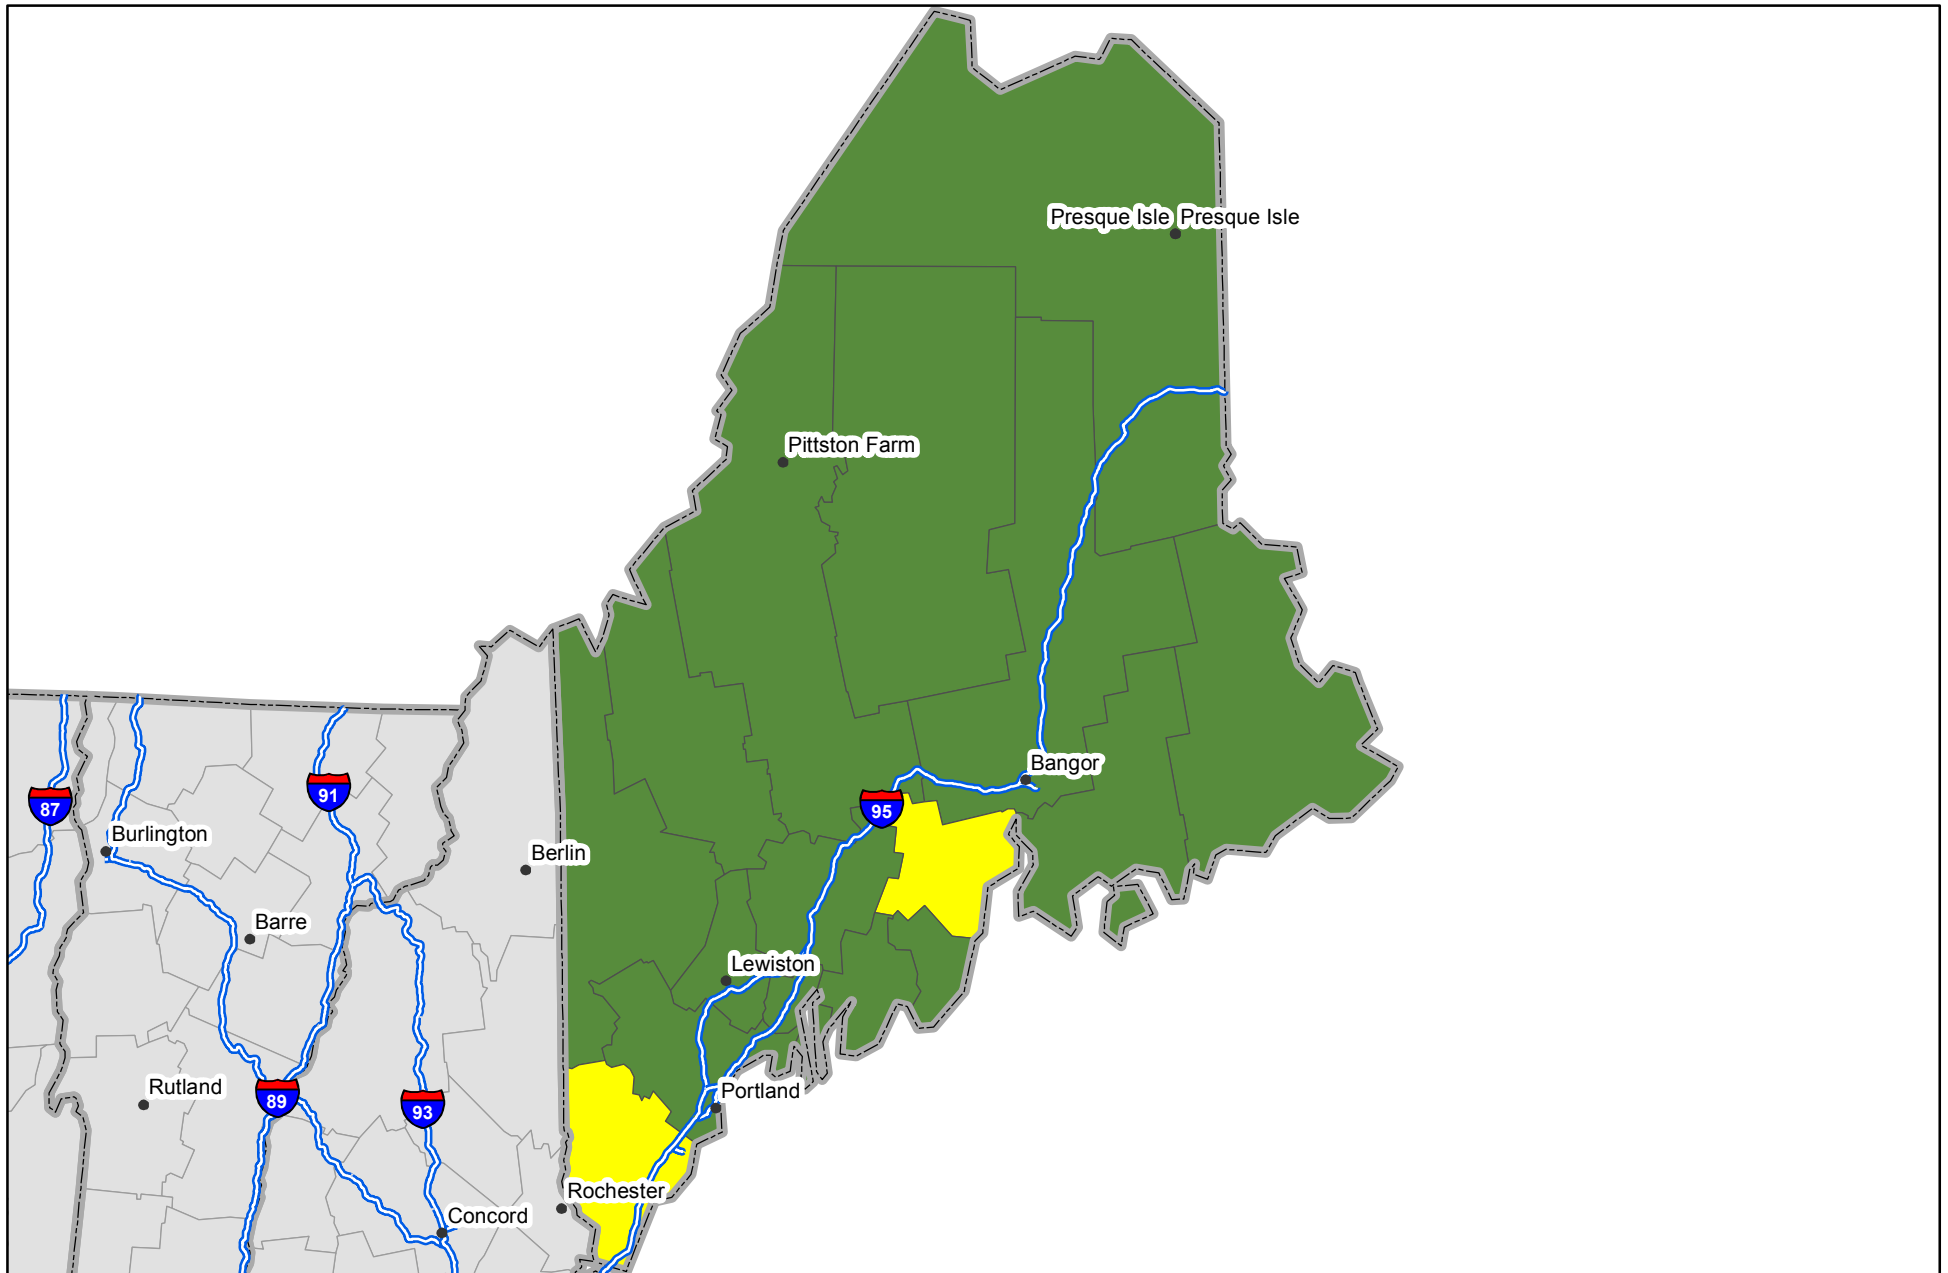 Presque Isle Presque Isle
Pittston Farm
Bangor
91
87
95
Burlington
Berlin
Barre
Lewiston
Rutland
Portland
89
93
Rochester
Concord